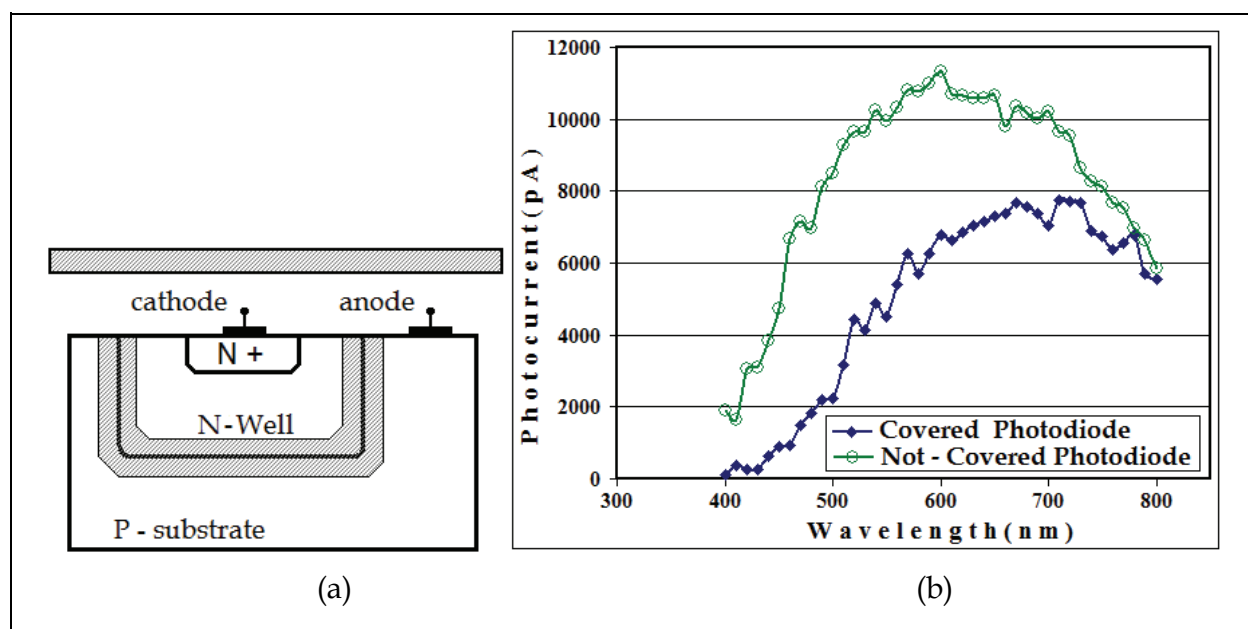 cathode
anode
N +
N-Well
P - substrate
(a)
12000
10000
8000
6000
4000
2000
0
Photocurrent(pA)
300
400
500
600
700
800
Wavelength(nm)
Covered Photodiode
Not - Covered Photodiode
(b)